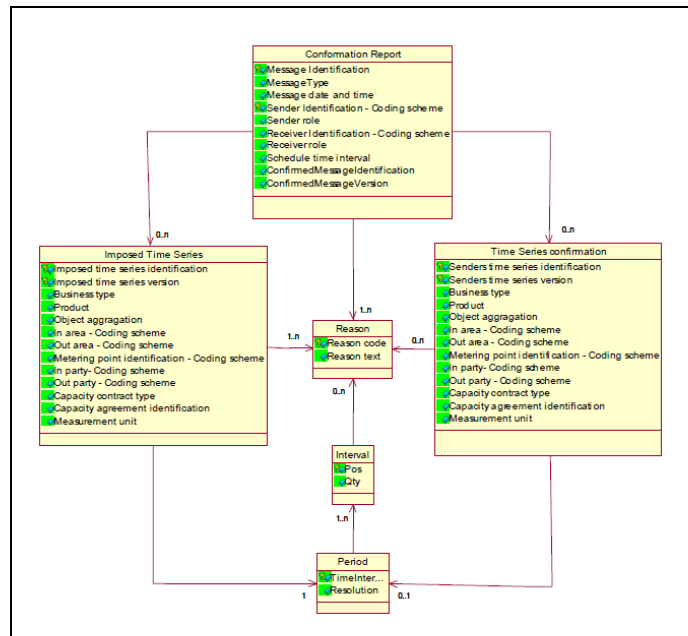 Conformation Report
Message Identification
MessageType
Message date and time
Sender Identification - Coding scheme
Sender role
Receiver Identification - Coding scheme
Receiver role
Schedule time interval
ConfirmedMessageIdentification
ConfirmedMessageVersion
0..n
0..n
Imposed Time Series
Imposed time series identification
Imposed time series version
Business type
Product
Object aggragation
In area - Coding scheme
Out area - Coding scheme
Metering point identification - Coding scheme
In party- Coding scheme
Out party - Coding scheme
Capacity contract type
Capacity agreement identification
Measurement unit
Time Series confirmation
Senders time series identification
Senders time series version
Business type
Product
Object aggragation
In area - Coding scheme
Out area - Coding scheme
Metering point identification - Coding scheme
In party- Coding scheme
Out party - Coding scheme
Capacity contract type
Capacity agreement identification
Measurement unit
1..n
1..n
Reason
Reason code
Reason text
0..n
0..n
Interval
Pos
Qty
1..n
Period
TimeInter...
Resolution
1
0..1